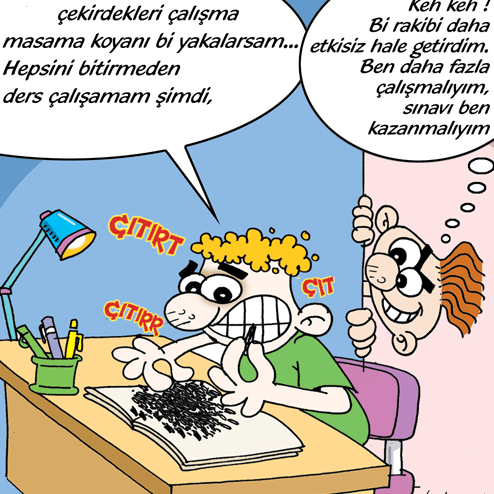 çekirdekleri çalışma
masama koyanı bi yakalarsam...
Hepsini bitirmeden
ders çalışamam şimdi,
Keh keh !
Bi rakibi daha
etkisiz hale getirdim.
Ben daha fazla
çalışmalıyım,
sınavı ben
kazanmalıyım
ÇITIRT
ÇIT
ÇITIRR